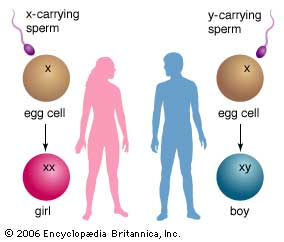 x-carrying
sperm
x
egg cell
xx
girl
y-carrying
sperm
x
egg cell
xy
boy
© 2006 Encyclopædia Britannica, Inc.